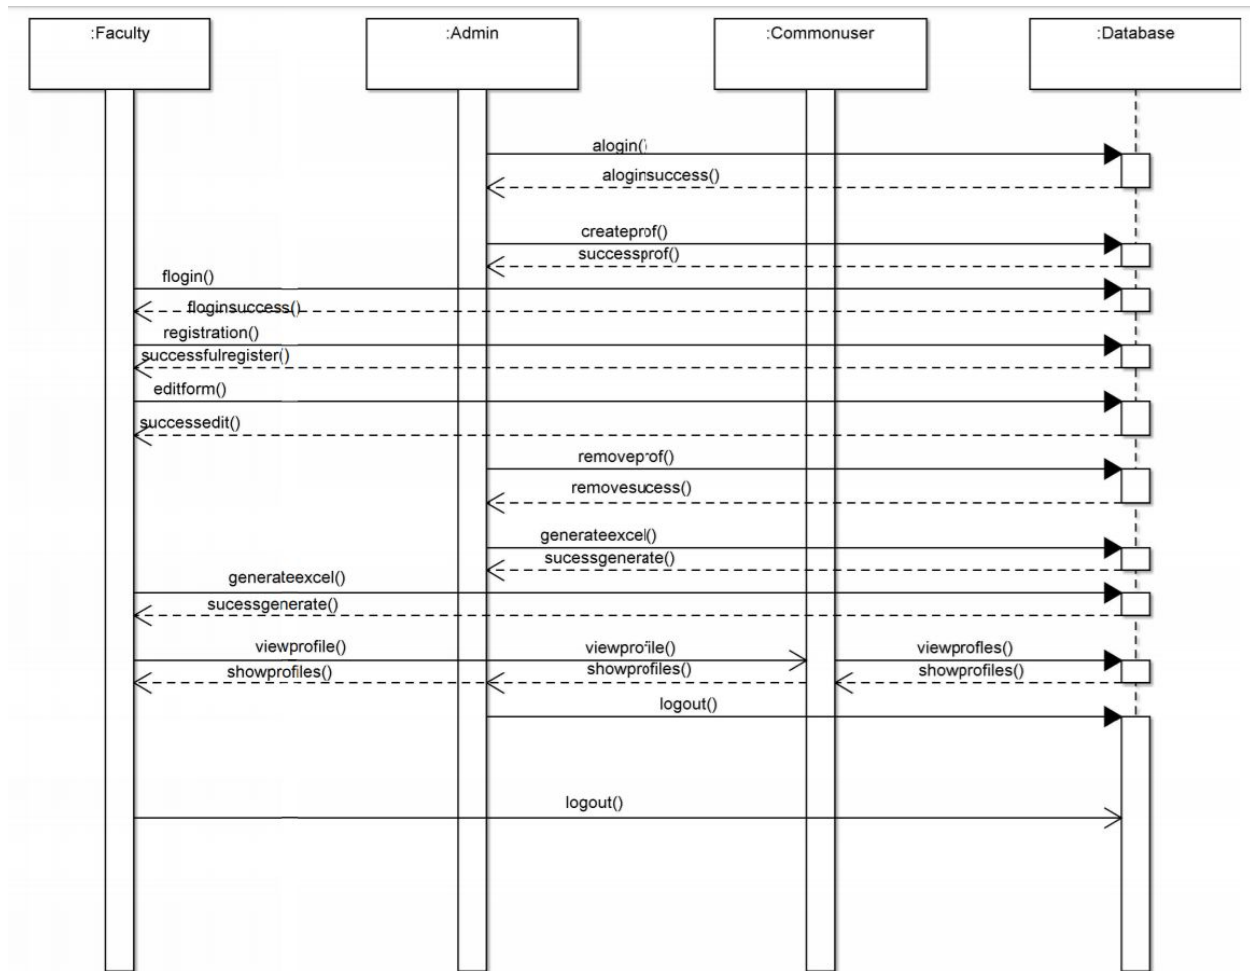 :Faculty
:Admin
:Commonuser
:Database
alogin()
aloginsuccess()
createprof()
successprof()
flogin()
floginsuccess()
registration()
successfulregister()
editform()
successedit()
removeprof()
removesucess()
generateexcel()
sucessgenerate()
generateexcel()
sucessgenerate()
viewprofile()
viewprofile()
viewprofles()
showprofiles()
showprofiles()
showprofiles()
logout()
logout()